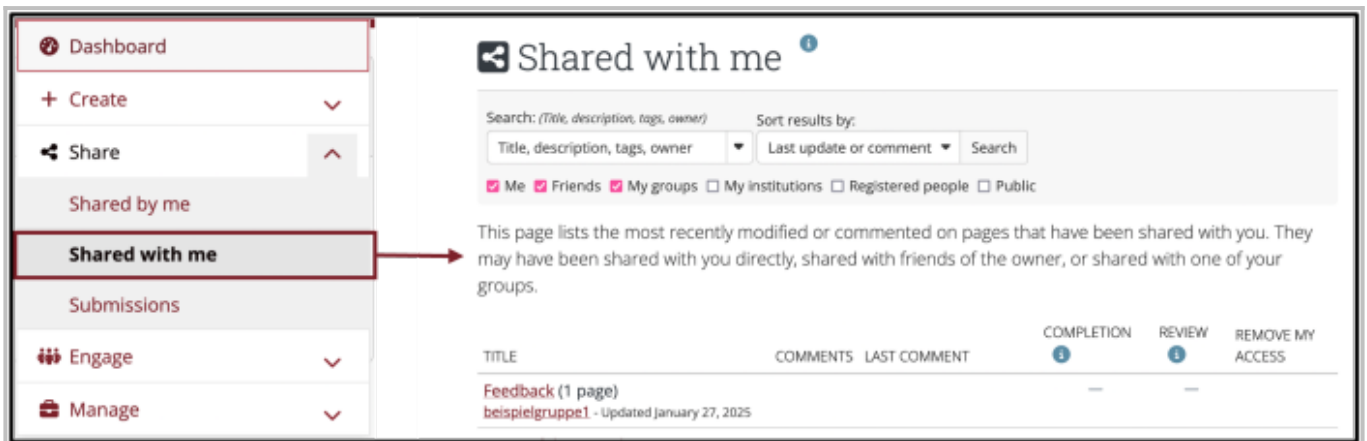 Dashboard
Create
Share
Shared by me
Shared with me
Submissions
Engage
Manage
Shared with me
Search: (Title, description, tags, owner) Sort results by:
Title, description, tags, owner Last update or comment Search
Me Friends My groups My institutions Registered people Public
This page lists the most recently modified or commented on pages that have been shared with you. They
may have been shared with you directly, shared with friends of the owner, or shared with one of your
groups.
TITLE COMMENTS LAST COMMENT COMPLETION REVIEW REMOVE MY ACCESS
Feedback (1 page)
beispielgruppe1 - Updated January 27, 2025